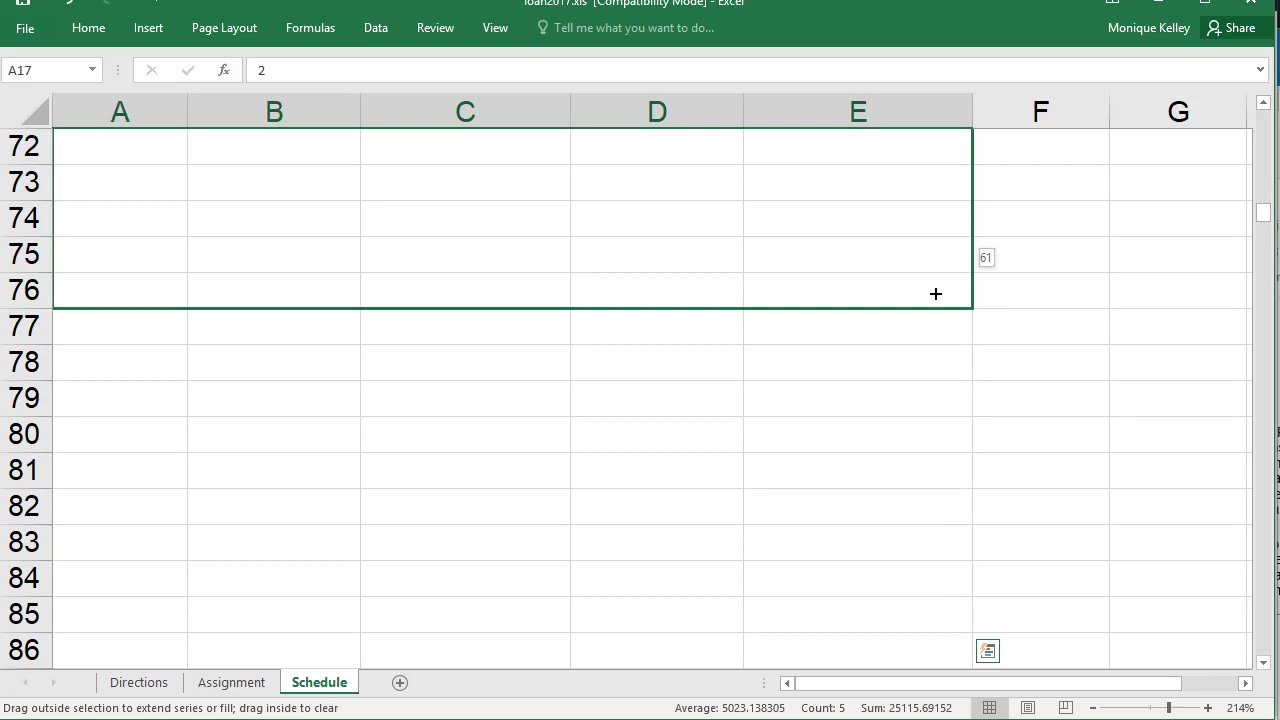 loan2017.xls [Compatibility Mode] - Excel
File Home Insert Page Layout Formulas Data Review View Tell me what you want to do... Monique Kelley Share
A17 fx 2
A B C D E F G
72
73
74
75 61
76
77
78
79
80
81
82
83
84
85
86
Directions Assignment Schedule
Drag outside selection to extend series or fill; drag inside to clear Average: 5023.138305 Count: 5 Sum: 25115.69152 214%